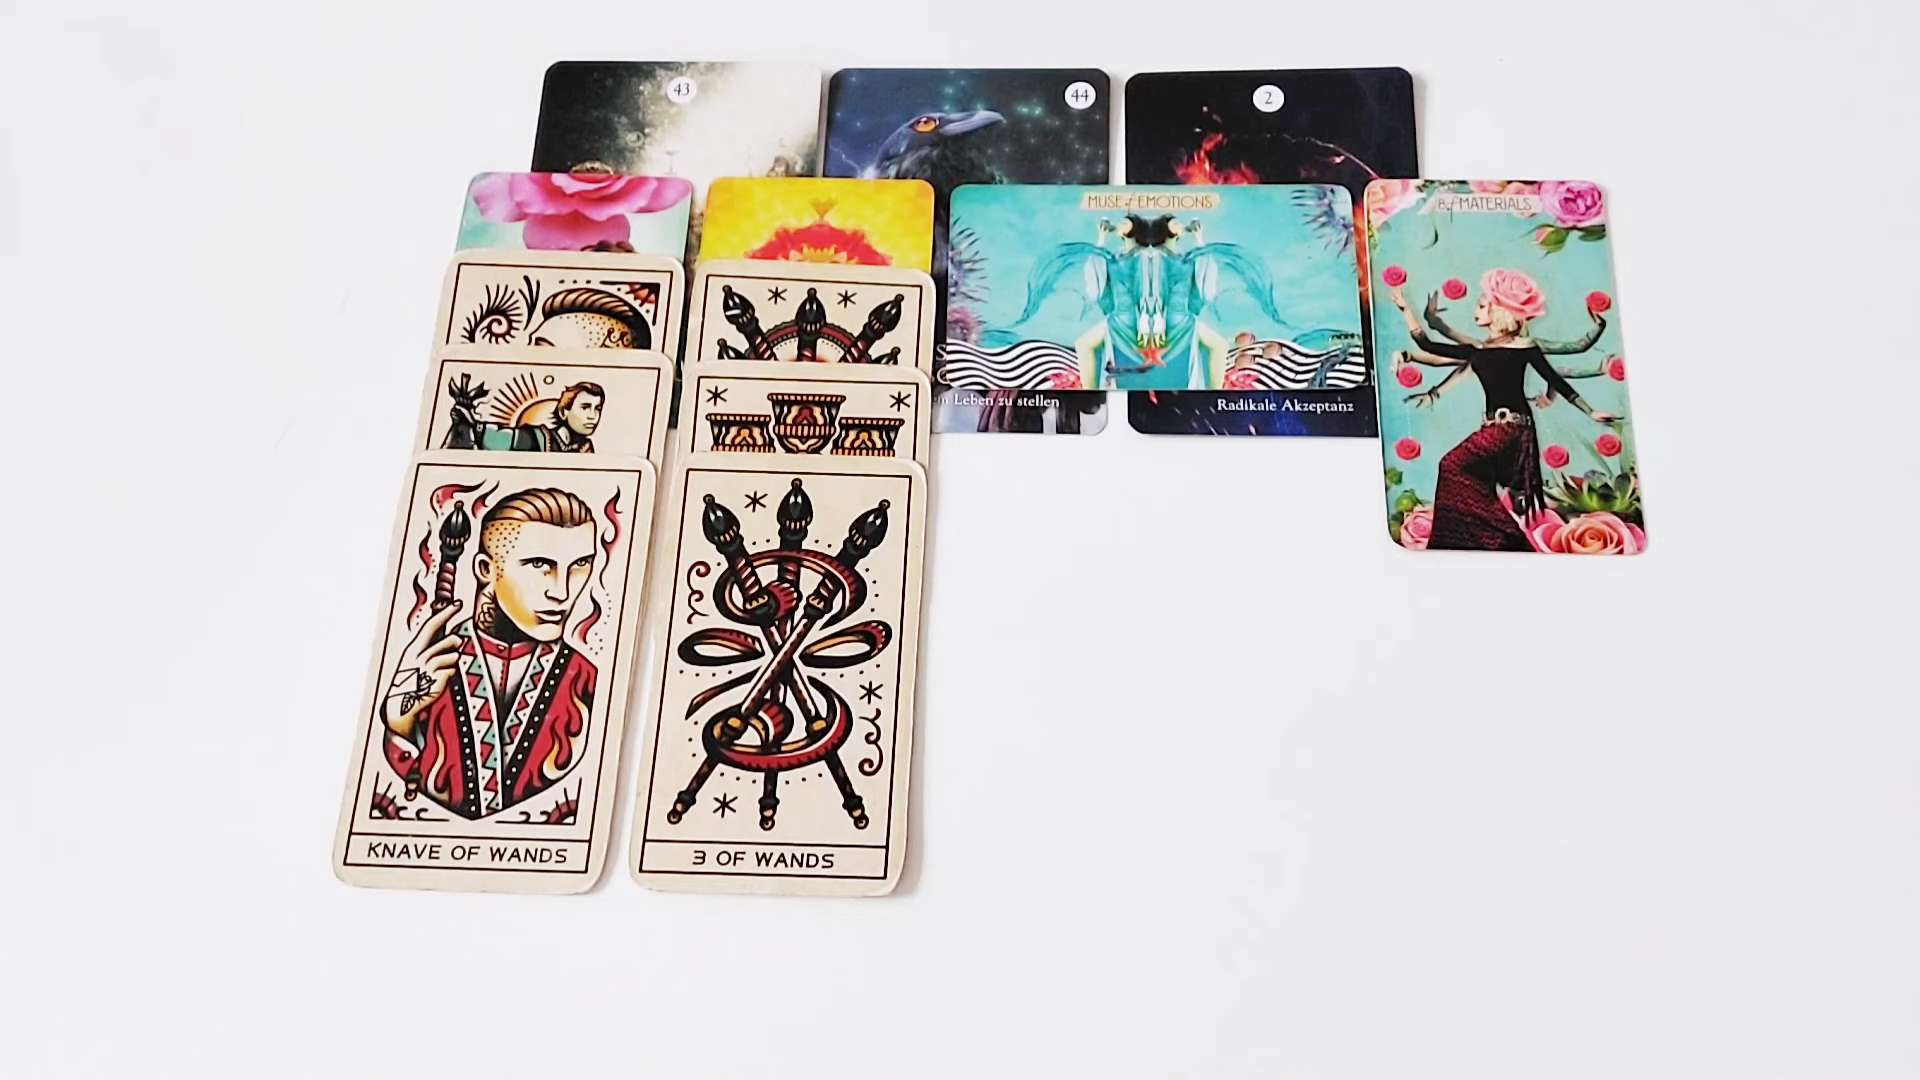 43
44
2
MUSE of EMOTIONS
8 of MATERIALS
Leben zu stellen
Radikale Akzeptanz
KNAVE OF WANDS
3 OF WANDS